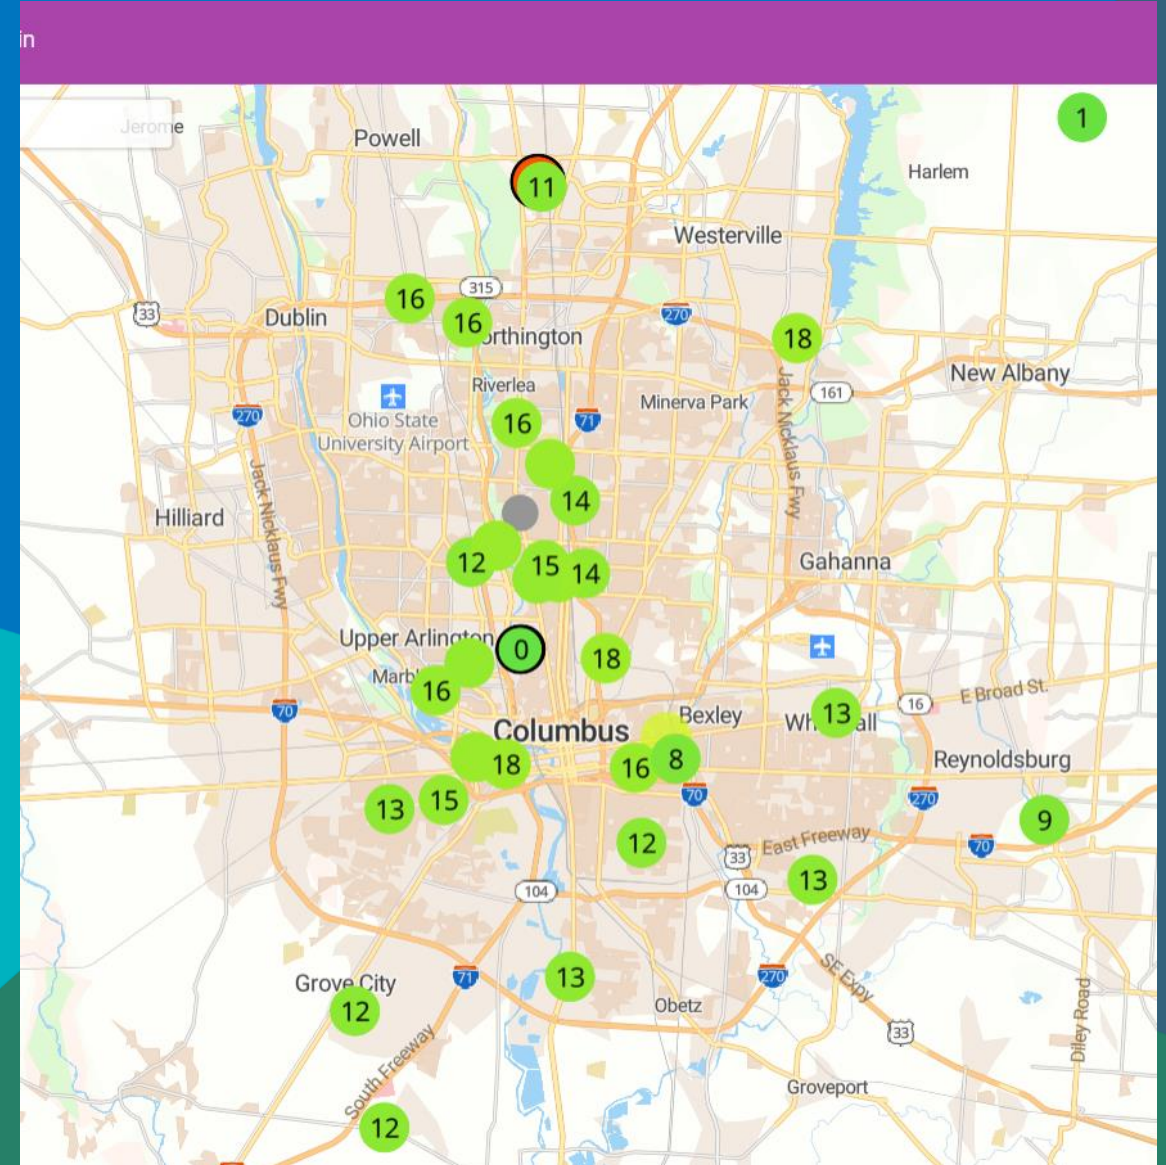 in
Jerome
Powell
1
Harlem
11
Westerville
16
315
33
Dublin
16
orthington
270
18
Riverlea
Minerva Park
161
New Albany
270
Ohio State
University Airport
16
71
Jack Nicklaus Fwy
Jack Nicklaus Fwy
14
Hilliard
12
15
14
Gahanna
Upper Arlington
0
18
Marbl
16
70
16
E Broad St.
Columbus
Bexley
13
Wh
all
18
16
8
Reynoldsburg
13
15
70
270
9
12
33
East Freeway
70
104
104
13
Grove City
71
13
270
SE Expy
12
Obetz
33
Diley Road
South Freeway
Groveport
12